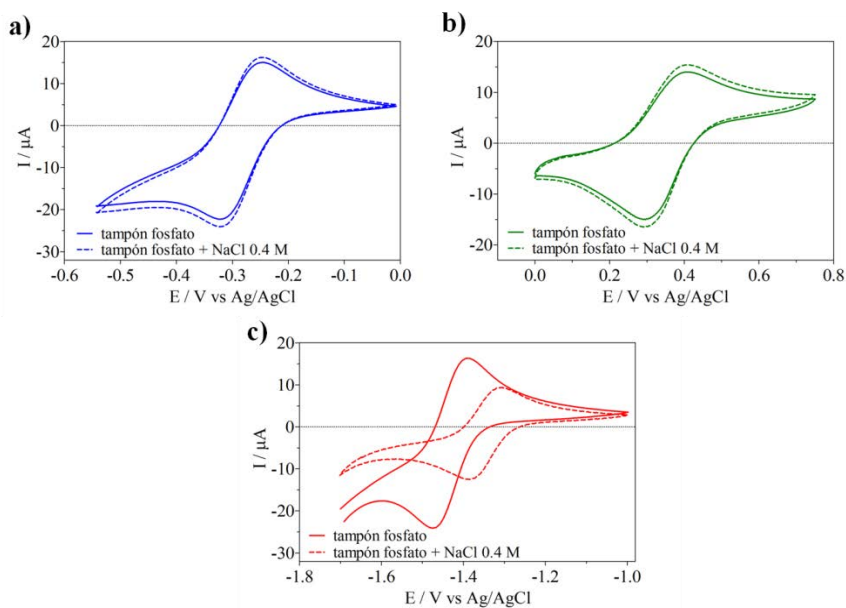 a)
20
10
0
-10
-20
-30
I / µA
tampón fosfato
tampón fosfato + NaCl 0.4 M
-0.6
-0.5
-0.4
-0.3
-0.2
-0.1
0.0
E / V vs Ag/AgCl
b)
20
10
0
-10
-20
I / µA
tampón fosfato
tampón fosfato + NaCl 0.4 M
0.0
0.2
0.4
0.6
0.8
E / V vs Ag/AgCl
c)
20
10
0
-10
-20
-30
I / µA
tampón fosfato
tampón fosfato + NaCl 0.4 M
-1.8
-1.6
-1.4
-1.2
-1.0
E / V vs Ag/AgCl